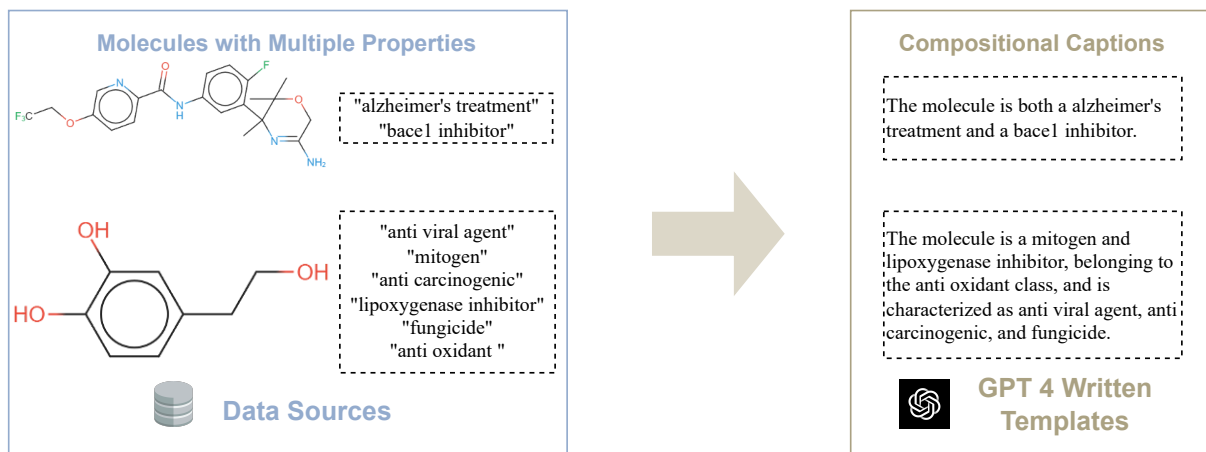 Molecules with Multiple Properties
O
F
N
N
H
O
F₃C
O
N
NH₂
"alzheimer's treatment"
"bace1 inhibitor"
OH
HO
OH
"anti viral agent"
"mitogen"
"anti carcinogenic"
"lipoxygenase inhibitor"
"fungicide"
"anti oxidant "
Data Sources
Compositional Captions
The molecule is both a alzheimer's
treatment and a bace1 inhibitor.
The molecule is a mitogen and
lipoxygenase inhibitor, belonging to
the anti oxidant class, and is
characterized as anti viral agent, anti
carcinogenic, and fungicide.
GPT 4 Written
Templates